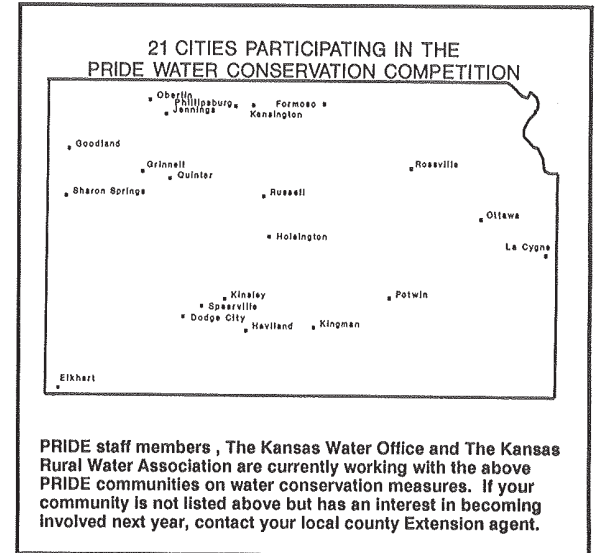 21 CITIES PARTICIPATING IN THE
PRIDE WATER CONSERVATION COMPETITION
Oberlin
Phillipsburg
Formoso
Jennings
Kensington
Goodland
Grinnell
Rossville
Quinter
Sharon Springs
Russell
Ottawa
Hoisington
La Cygne
Kinsley
Potwin
Spearville
Dodge City
Haviland
Kingman
Elkhart
PRIDE staff members , The Kansas Water Office and The Kansas
Rural Water Association are currently working with the above
PRIDE communities on water conservation measures. If your
community is not listed above but has an interest in becoming
involved next year, contact your local county Extension agent.